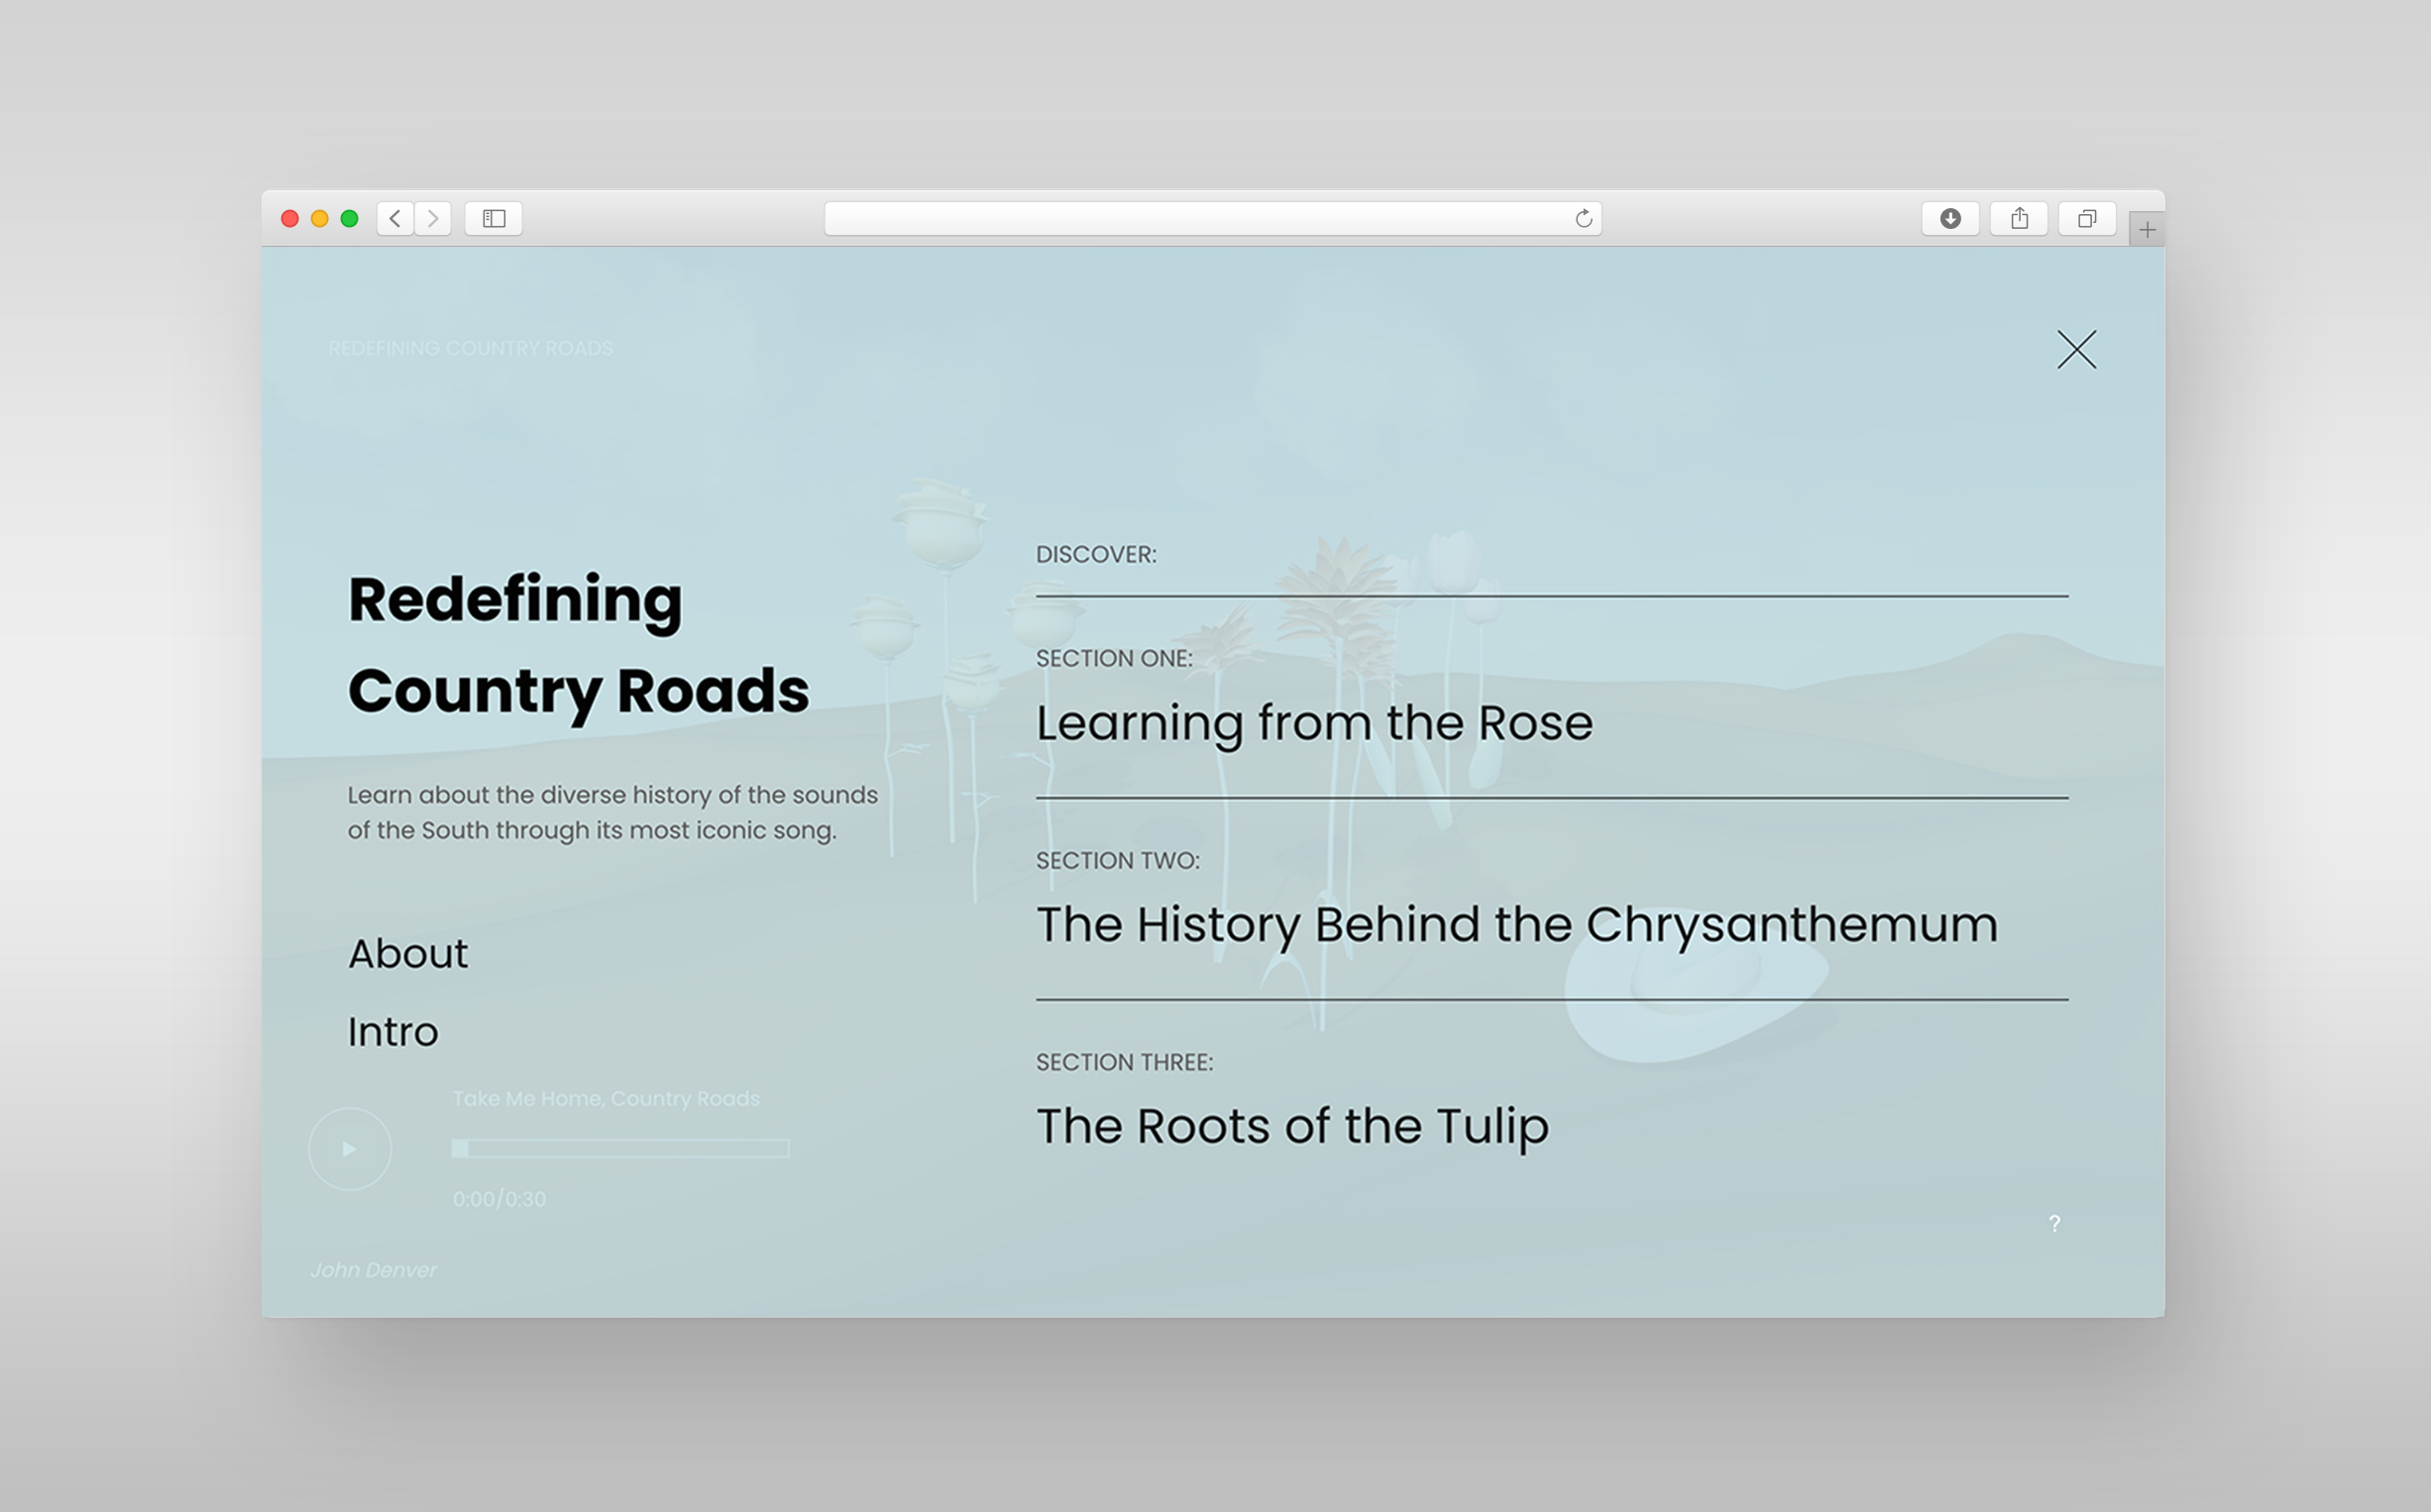 REDEFINING COUNTRY ROADS
Redefining
Country Roads
Learn about the diverse history of the sounds
of the South through its most iconic song.
About
Intro
Take Me Home, Country Roads
0:00/0:30
John Denver
DISCOVER:
SECTION ONE:
Learning from the Rose
SECTION TWO:
The History Behind the Chrysanthemum
SECTION THREE:
The Roots of the Tulip
?